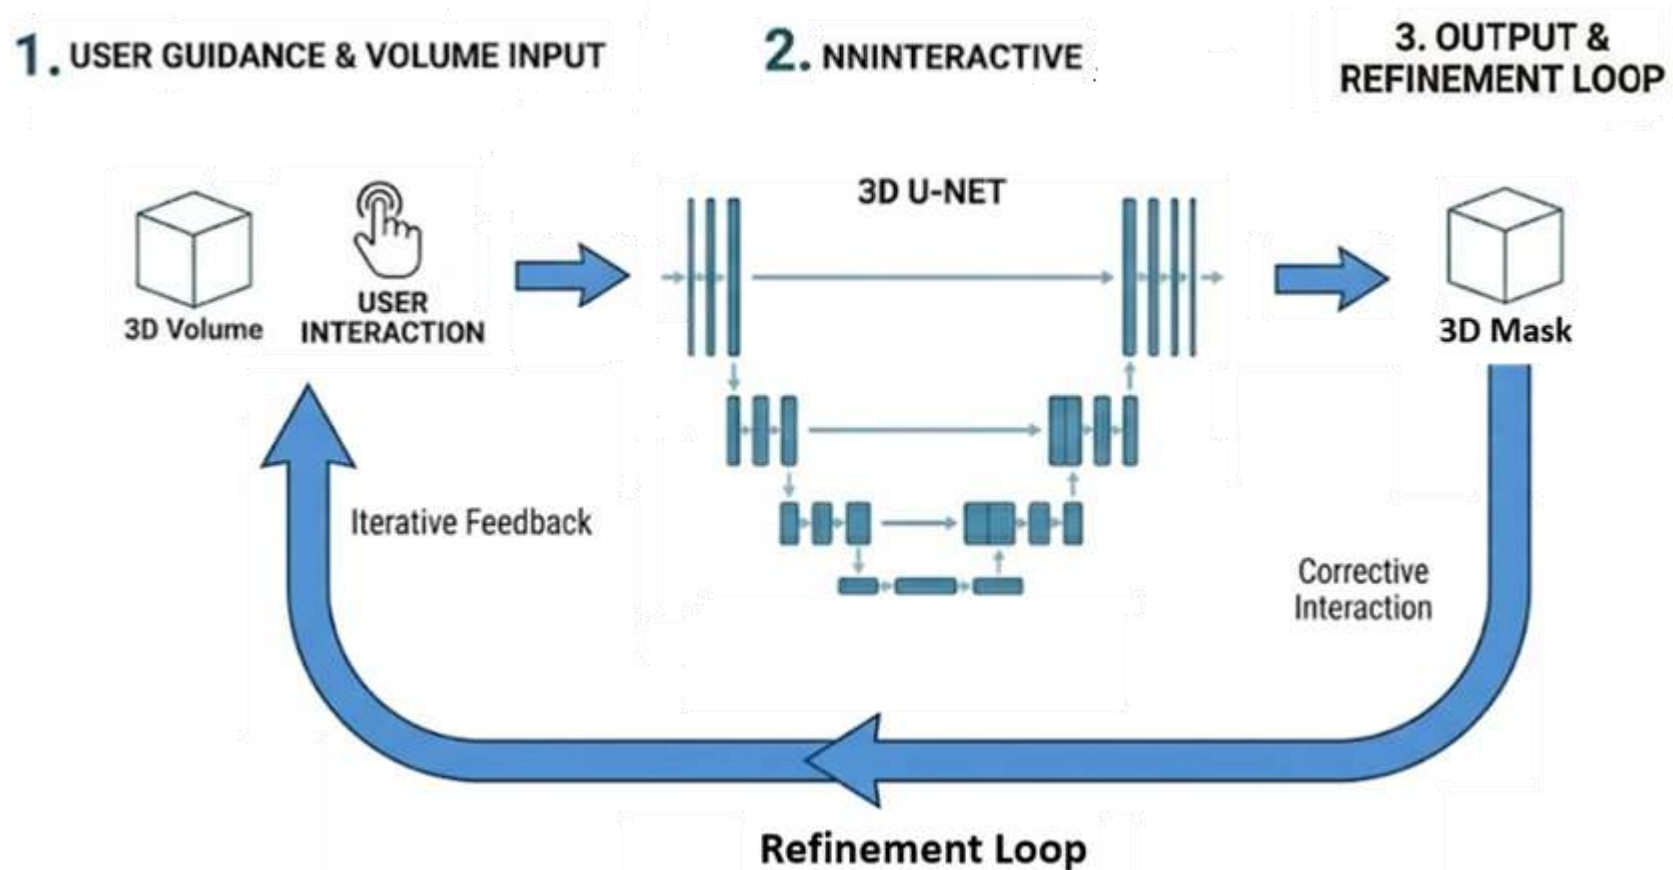 1. USER GUIDANCE & VOLUME INPUT
2. NNINTERACTIVE
3. OUTPUT &
REFINEMENT LOOP
3D Volume
USER
INTERACTION
3D U-NET
3D Mask
Iterative Feedback
Corrective
Interaction
Refinement Loop